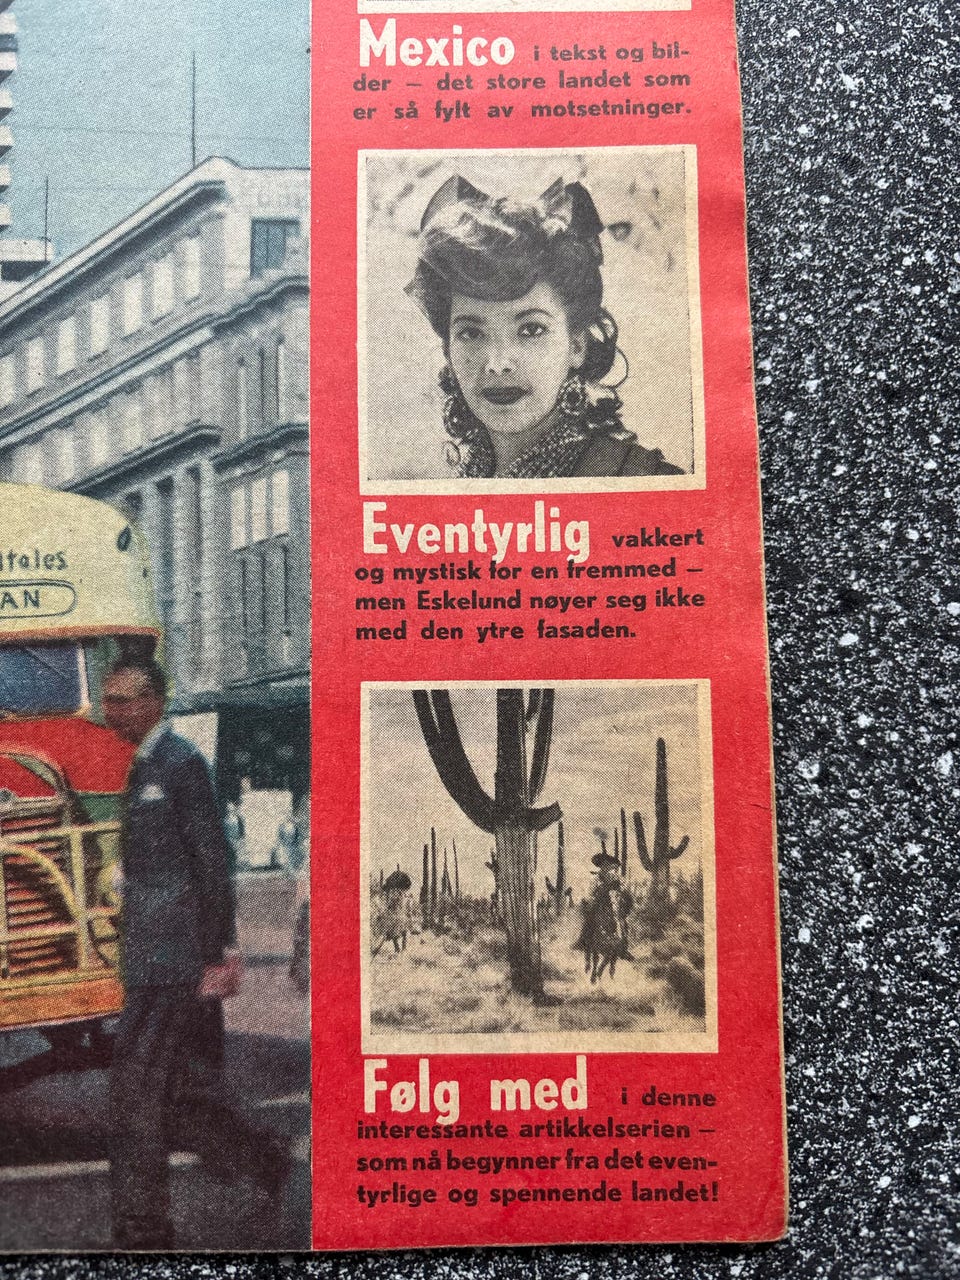 Mexico i tekst og bil-
der — det store landet som
er så fylt av motsetninger.
Eventyrlig vakkert
og mystisk for en fremmed —
men Eskelund nøyer seg ikke
med den ytre fasaden.
Følg med i denne
interessante artikkelserien —
som nå begynner fra det even-
tyrlige og spennende landet!
itales
AN